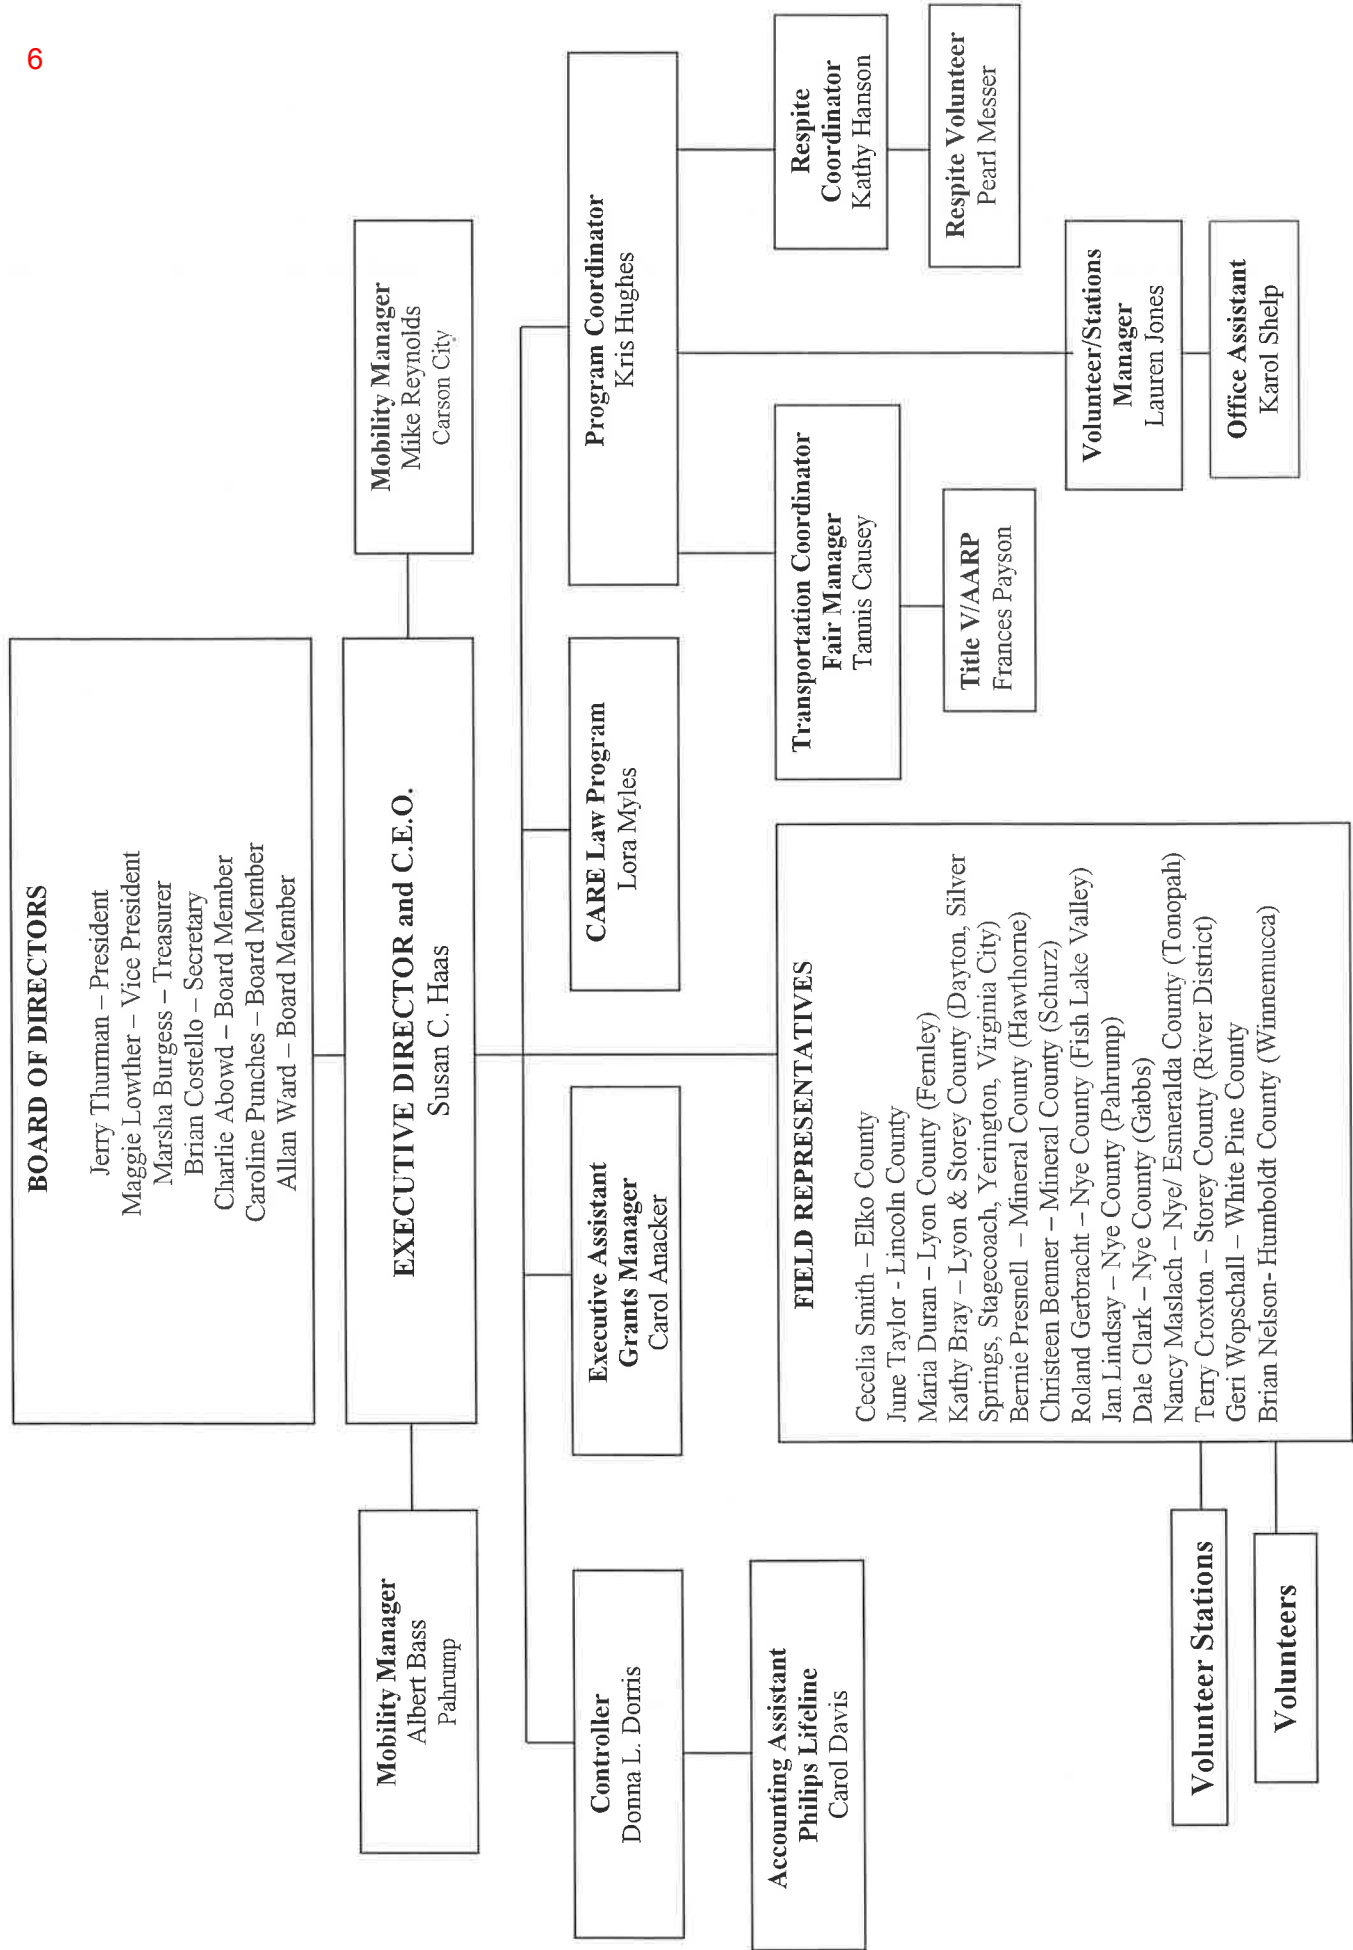 6
BOARD OF DIRECTORS
Jerry Thurman – President
Maggie Lowther – Vice President
Marsha Burgess – Treasurer
Brian Costello – Secretary
Charlie Abowd – Board Member
Caroline Punches – Board Member
Allan Ward – Board Member
Mobility Manager
Albert Bass
Pahrump
EXECUTIVE DIRECTOR and C.E.O.
Susan C. Haas
Mobility Manager
Mike Reynolds
Carson City
Controller
Donna L. Dorris
Executive Assistant
Grants Manager
Carol Anacker
CARE Law Program
Lora Myles
Program Coordinator
Kris Hughes
Accounting Assistant
Philips Lifeline
Carol Davis
FIELD REPRESENTATIVES
Cecelia Smith – Elko County
June Taylor - Lincoln County
Maria Duran – Lyon County (Fernley)
Kathy Bray – Lyon & Storey County (Dayton, Silver
Springs, Stagecoach, Yerington, Virginia City)
Bernie Presnell – Mineral County (Hawthorne)
Christeen Benner – Mineral County (Schurz)
Roland Gerbracht – Nye County (Fish Lake Valley)
Jan Lindsay – Nye County (Pahrump)
Dale Clark – Nye County (Gabbs)
Nancy Maslach – Nye/ Esmeralda County (Tonopah)
Terry Croxton – Storey County (River District)
Geri Wopschall – White Pine County
Brian Nelson- Humboldt County (Winnemucca)
Transportation Coordinator
Fair Manager
Tannis Causey
Title V/AARP
Frances Payson
Respite
Coordinator
Kathy Hanson
Respite Volunteer
Pearl Messer
Volunteer/Stations
Manager
Lauren Jones
Office Assistant
Karol Shelp
Volunteer Stations
Volunteers